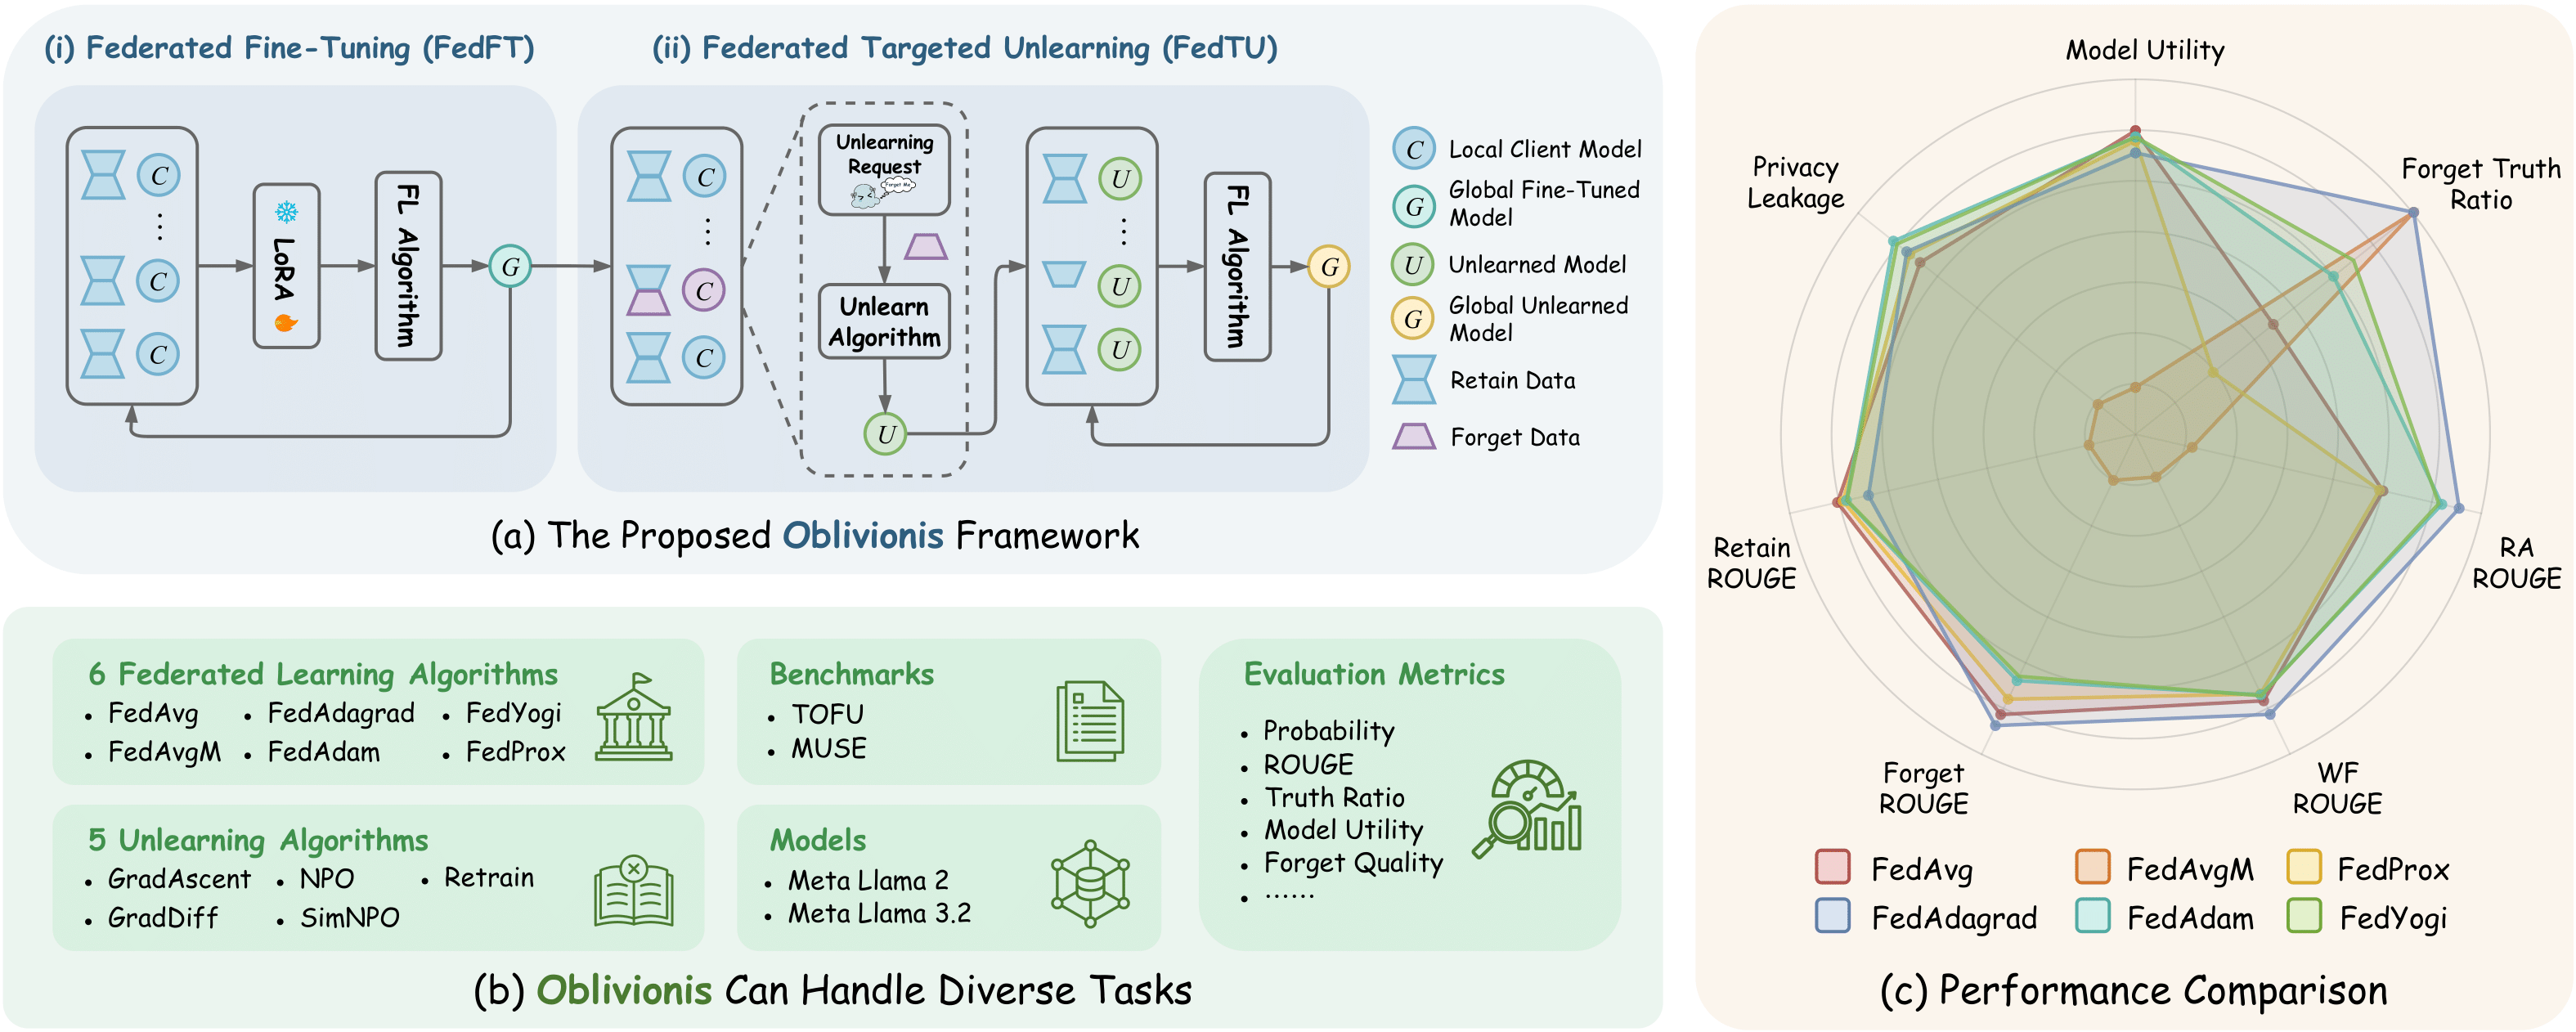 (i) Federated Fine-Tuning (FedFT)
C
⋮
C
C
LoRA
FL Algorithm
G
(ii) Federated Targeted Unlearning (FedTU)
C
⋮
C
C
Unlearning
Request
Forget Me
Unlearn
Algorithm
U
U
⋮
U
U
FL Algorithm
G
C Local Client Model
G Global Fine-Tuned
Model
U Unlearned Model
G Global Unlearned
Model
Retain Data
Forget Data
(a) The Proposed Oblivionis Framework
6 Federated Learning Algorithms
• FedAvg • FedAdagrad • FedYogi
• FedAvgM • FedAdam • FedProx
5 Unlearning Algorithms
• GradAscent • NPO • Retrain
• GradDiff • SimNPO
Benchmarks
• TOFU
• MUSE
Models
• Meta Llama 2
• Meta Llama 3.2
Evaluation Metrics
• Probability
• ROUGE
• Truth Ratio
• Model Utility
• Forget Quality
• ······
(b) Oblivionis Can Handle Diverse Tasks
Model Utility
Forget Truth
Ratio
RA
ROUGE
WF
ROUGE
Forget
ROUGE
Retain
ROUGE
Privacy
Leakage
FedAvg FedAvgM FedProx
FedAdagrad FedAdam FedYogi
(c) Performance Comparison